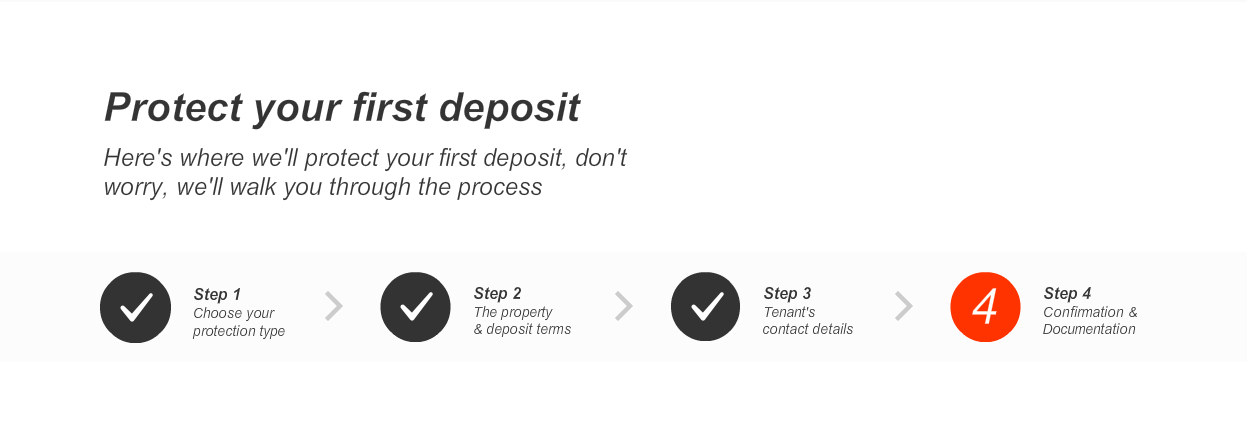 Protect your first deposit
Here's where we'll protect your first deposit, don't
worry, we'll walk you through the process
Step 1
Choose your
protection type
Step 2
The property
& deposit terms
Step 3
Tenant's
contact details
4
Step 4
Confirmation &
Documentation